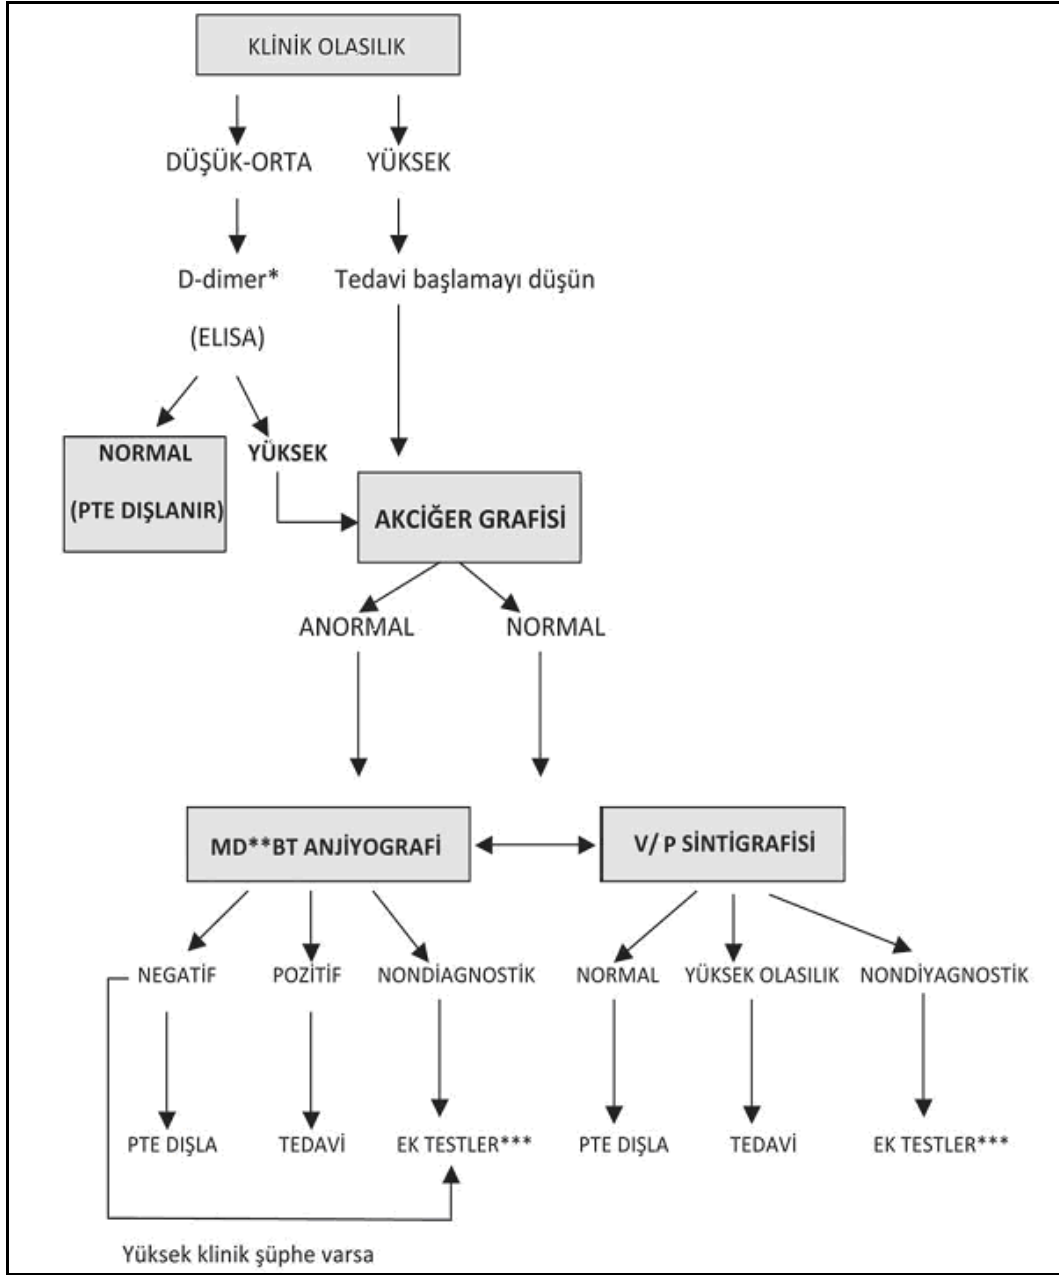 KLİNİK OLASILIK
DÜŞÜK-ORTA YÜKSEK
D-dimer* Tedavi başlamayı düşün
(ELISA)
NORMAL YÜKSEK
(PTE DIŞLANIR)
AKCİĞER GRAFİSİ
ANORMAL NORMAL
MD**BT ANJİYOGRAFİ V/ P SİNTİGRAFİSİ
NEGATİF POZİTİF NONDİAGNOSTİK NORMAL YÜKSEK OLASILIK NONDİYAGNOSTİK
PTE DIŞLA TEDAVİ EK TESTLER*** PTE DIŞLA TEDAVİ EK TESTLER***
Yüksek klinik şüphe varsa